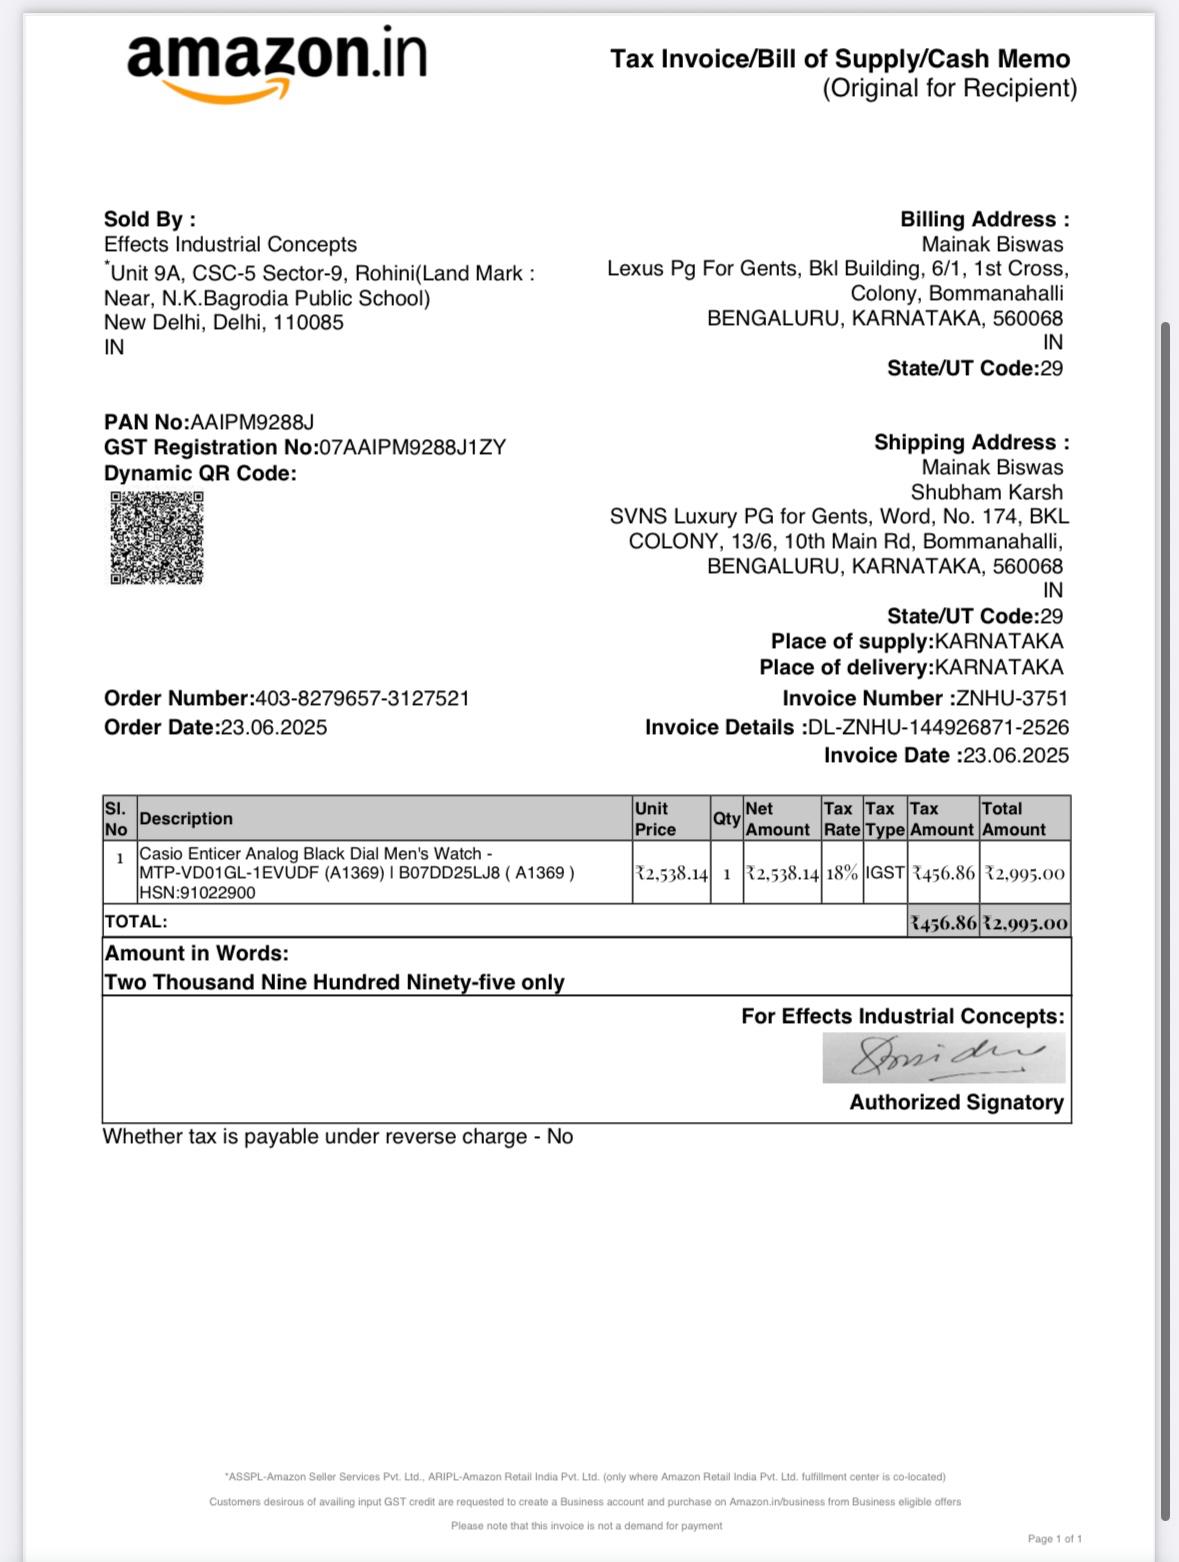 amazon.in
Tax Invoice/Bill of Supply/Cash Memo
(Original for Recipient)
Sold By :
Effects Industrial Concepts
*Unit 9A, CSC-5 Sector-9, Rohini(Land Mark :
Near, N.K.Bagrodia Public School)
New Delhi, Delhi, 110085
IN
Billing Address :
Mainak Biswas
Lexus Pg For Gents, Bkl Building, 6/1, 1st Cross,
Colony, Bommanahalli
BENGALURU, KARNATAKA, 560068
IN
State/UT Code:29
PAN No:AAIPM9288J
GST Registration No:07AAIPM9288J1ZY
Dynamic QR Code:
Shipping Address :
Mainak Biswas
Shubham Karsh
SVNS Luxury PG for Gents, Word, No. 174, BKL
COLONY, 13/6, 10th Main Rd, Bommanahalli,
BENGALURU, KARNATAKA, 560068
IN
State/UT Code:29
Place of supply:KARNATAKA
Place of delivery:KARNATAKA
Order Number:403-8279657-3127521
Order Date:23.06.2025
Invoice Number :ZNHU-3751
Invoice Details :DL-ZNHU-144926871-2526
Invoice Date :23.06.2025
Sl. No Description Unit Price Qty Net Amount Tax Rate Tax Type Tax Amount Total Amount
1 Casio Enticer Analog Black Dial Men's Watch -
MTP-VD01GL-1EVUDF (A1369) | B07DD25LJ8 ( A1369 ) ₹2,538.14 1 ₹2,538.14 18% IGST ₹456.86 ₹2,995.00
HSN:91022900
TOTAL: ₹456.86 ₹2,995.00
Amount in Words:
Two Thousand Nine Hundred Ninety-five only
For Effects Industrial Concepts:
Authorized Signatory
Whether tax is payable under reverse charge - No
*ASSPL-Amazon Seller Services Pvt. Ltd., ARIPL-Amazon Retail India Pvt. Ltd. (only where Amazon Retail India Pvt. Ltd. fulfillment center is co-located)
Customers desirous of availing input GST credit are requested to create a Business account and purchase on Amazon.in/business from Business eligible offers
Please note that this invoice is not a demand for payment
Page 1 of 1